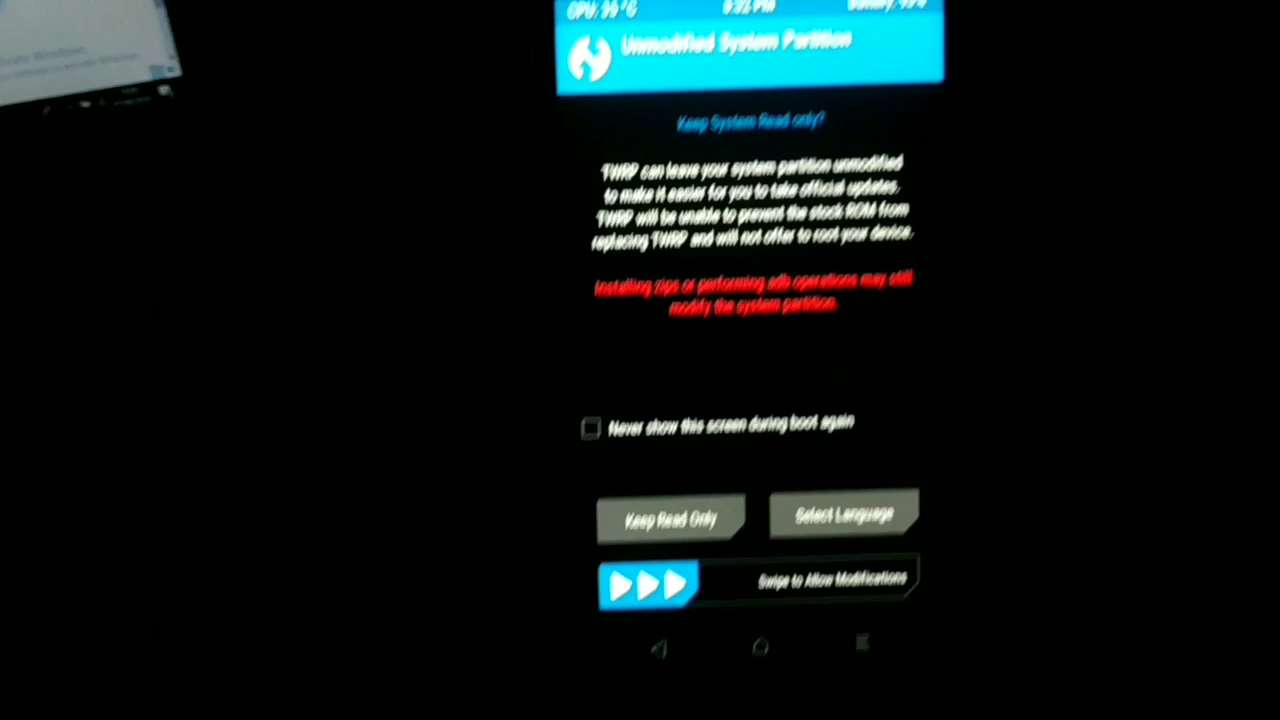 CPU: 39 °C
Unmodified System Partition
Keep System Read only?
TWRP can leave your system partition unmodified
to make it easier for you to take official updates.
TWRP will be unable to prevent the stock ROM from
replacing TWRP and will not offer to root your device.
Installing zips or performing adb operations may still
modify the system partition.
Never show this screen during boot again
Keep Read Only
Select Language
Swipe to Allow Modifications